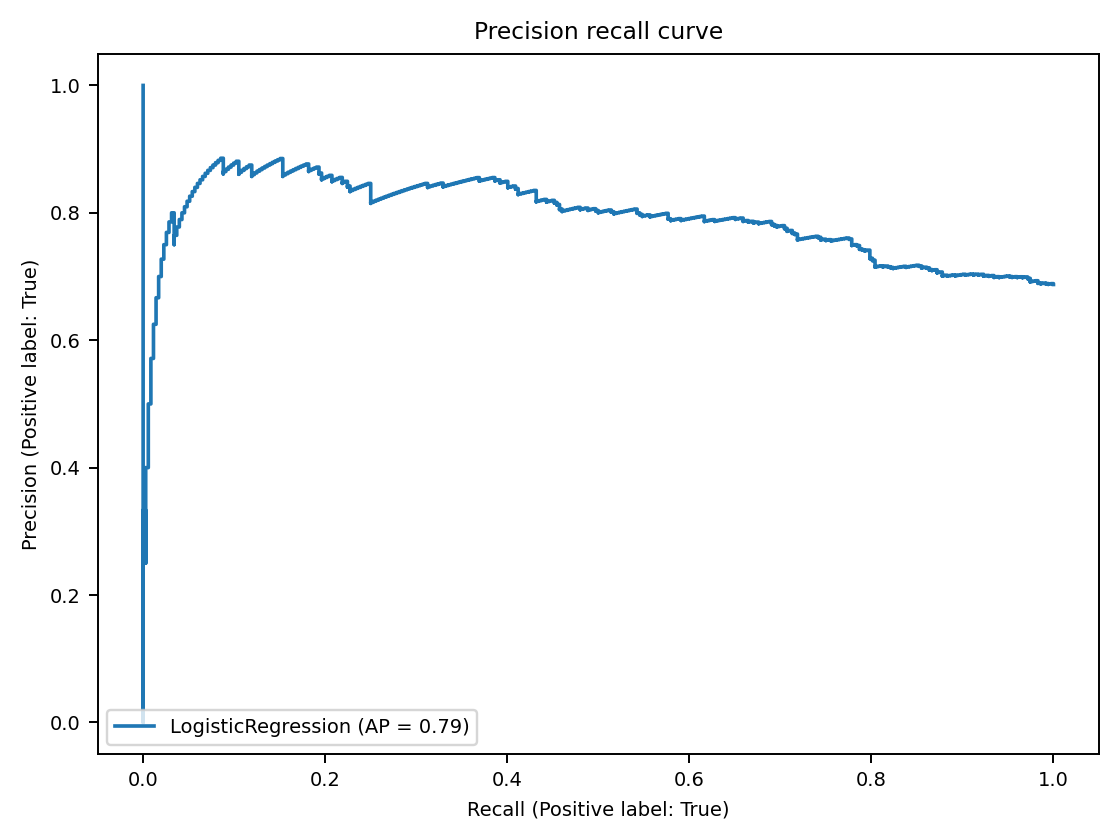 Precision recall curve
Precision (Positive label: True)
1.0
0.8
0.6
0.4
0.2
0.0
LogisticRegression (AP = 0.79)
0.0 0.2 0.4 0.6 0.8 1.0
Recall (Positive label: True)